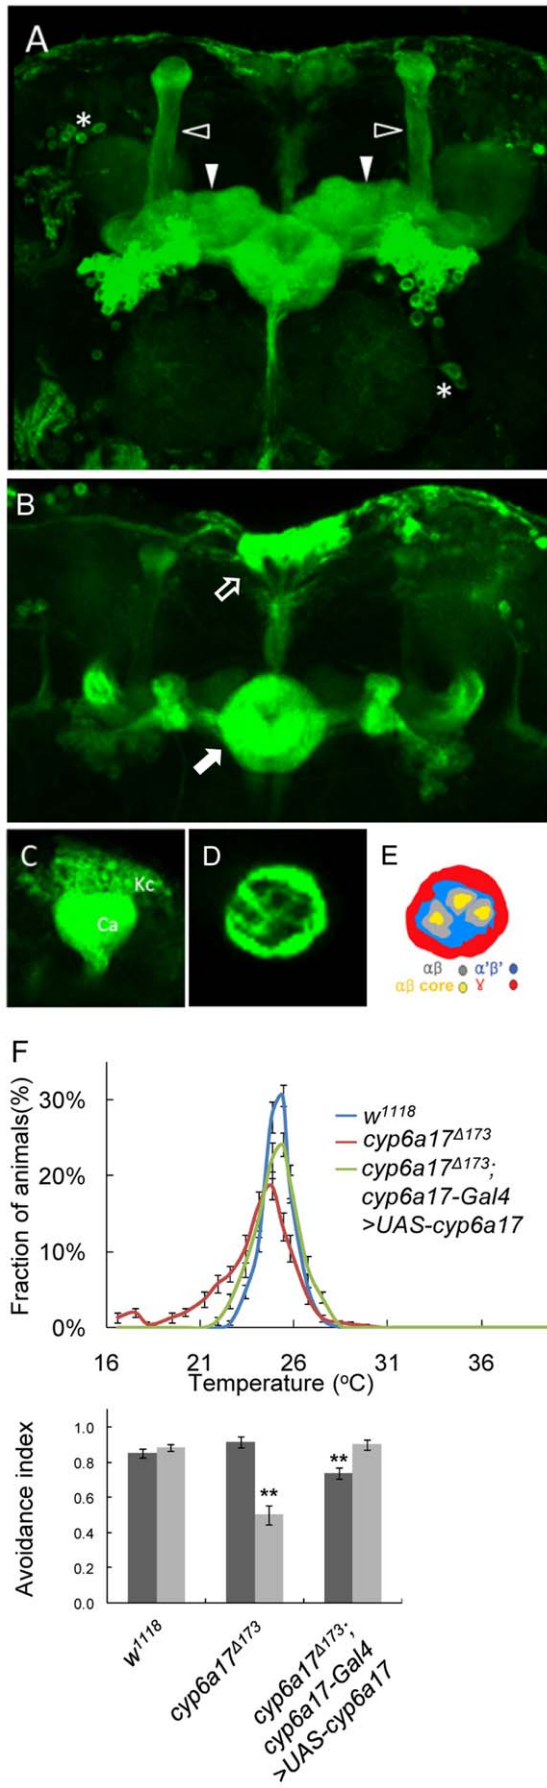 A
*
*
B
C
Kc
Ca
D
E
αβ α'β'
αβ core ɣ
F
Fraction of animals(%)
30%
20%
10%
0%
w1118
cyp6a17Δ173
cyp6a17Δ173;
cyp6a17-Gal4
>UAS-cyp6a17
16 21 26 31 36
Temperature (oC)
Avoidance index
1.0
0.8
0.6
0.4
0.2
0.0
**
**
w1118
cyp6a17Δ173
cyp6a17Δ173;
cyp6a17-Gal4
>UAS-cyp6a17